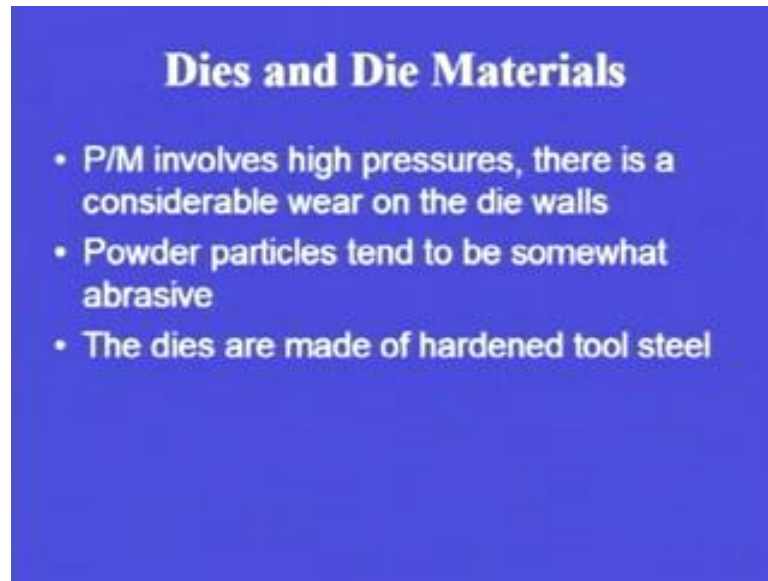 Dies and Die Materials
• P/M involves high pressures, there is a
considerable wear on the die walls
• Powder particles tend to be somewhat
abrasive
• The dies are made of hardened tool steel